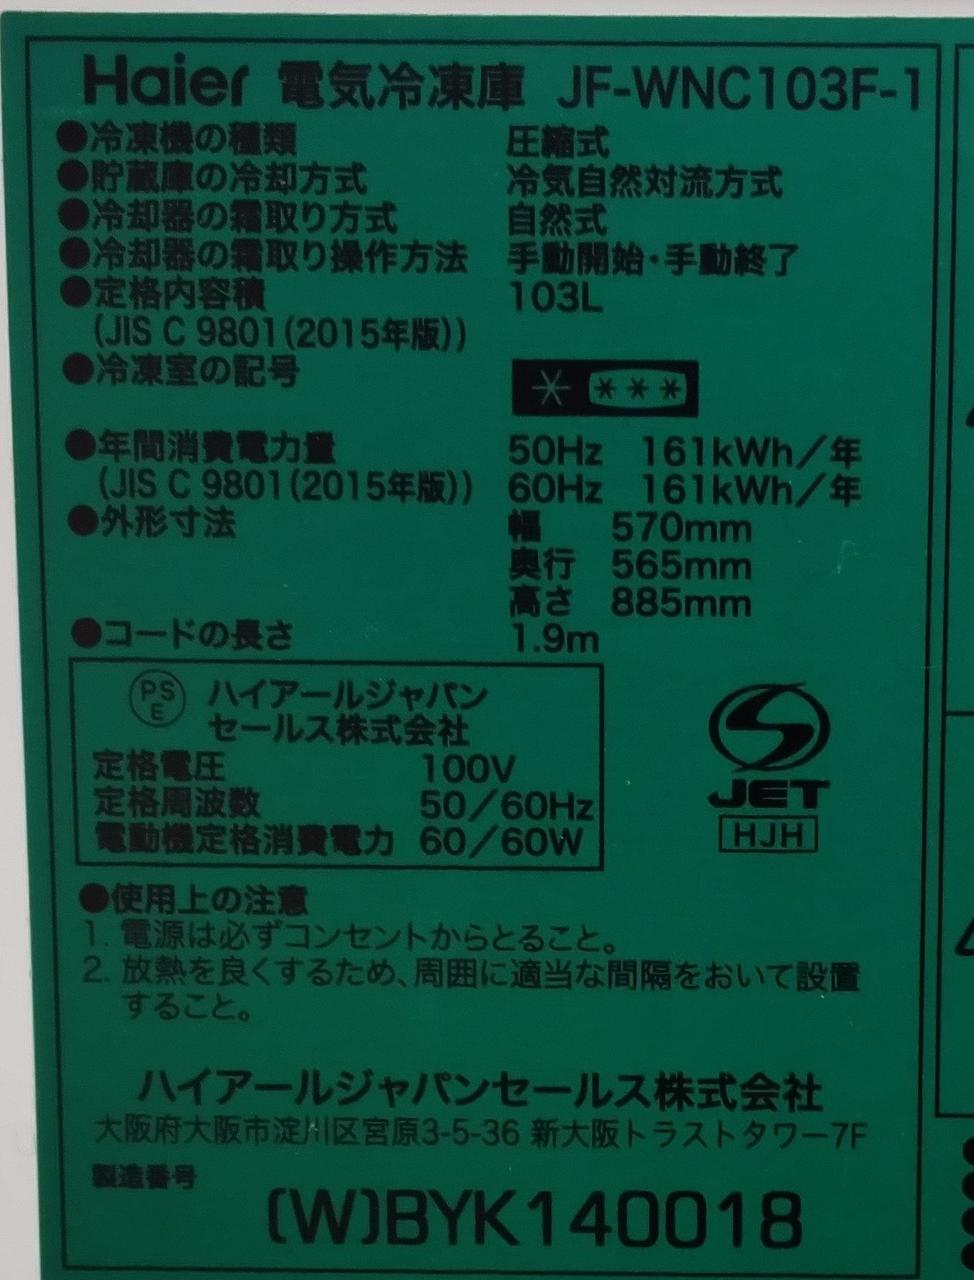 Haier 電気冷凍庫 JF-WNC103F-1
●冷凍機の種類 圧縮式
●貯蔵庫の冷却方式 冷気自然対流方式
●冷却器の霜取り方式 自然式
●冷却器の霜取り操作方法 手動開始・手動終了
●定格内容積 103L
(JIS C 9801(2015年版))
●冷凍室の記号 * ***
●年間消費電力量 50Hz 161kWh/年
(JIS C 9801(2015年版)) 60Hz 161kWh/年
●外形寸法 幅 570mm
奥行 565mm
高さ 885mm
●コードの長さ 1.9m
PSE ハイアールジャパン
セールス株式会社
定格電圧 100V
定格周波数 50/60Hz
電動機定格消費電力 60/60W
JET
HJH
●使用上の注意
1. 電源は必ずコンセントからとること。
2. 放熱を良くするため、周囲に適当な間隔をおいて設置
すること。
ハイアールジャパンセールス株式会社
大阪府大阪市淀川区宮原3-5-36 新大阪トラストタワー7F
製造番号
(W)BYK140018